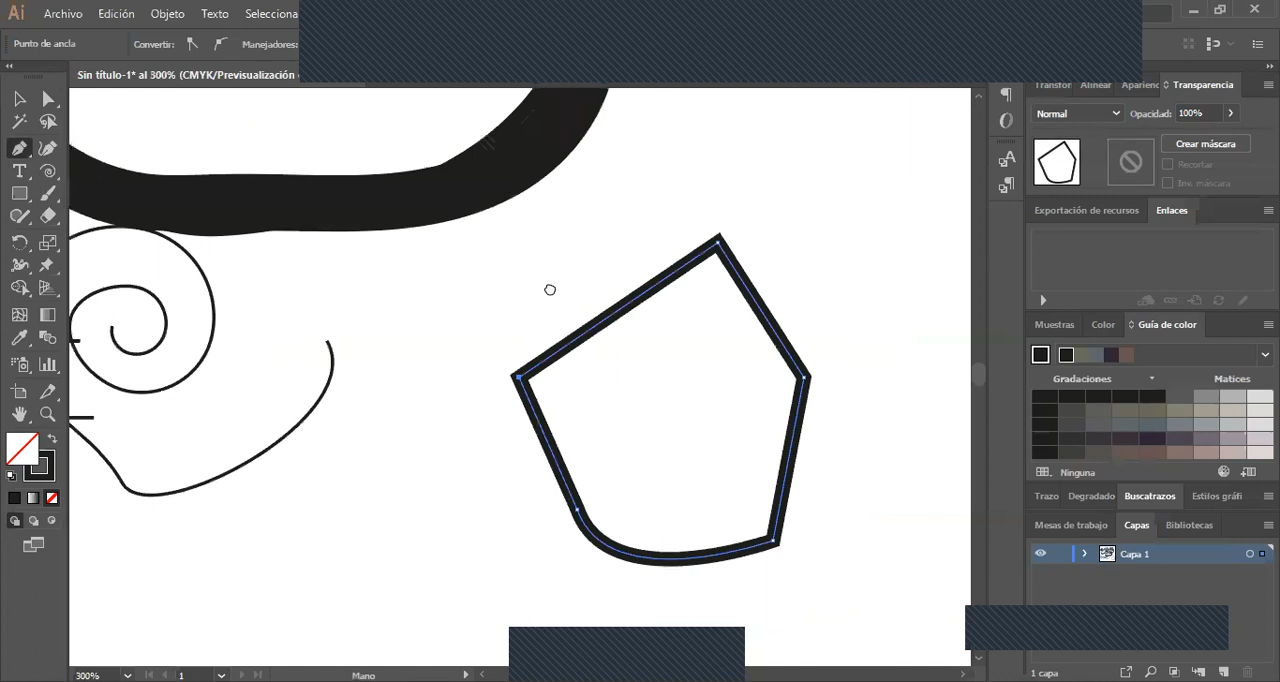 Ai Archivo Edición Objeto Texto Selecciona
Punto de ancla Convertir: Manejadores:
Sin título-1* al 300% (CMYK/Previsualización
Transfor Alinear Aparienc Transparencia
Normal Opacidad: 100%
Crear máscara
Recortar
Inv. máscara
Exportación de recursos Enlaces
Muestras Color Guía de color
Gradaciones Matices
Ninguna
Trazo Degradado Buscatrazos Estilos gráfi
Mesas de trabajo Capas Bibliotecas
Capa 1
300% 1 Mano 1 capa